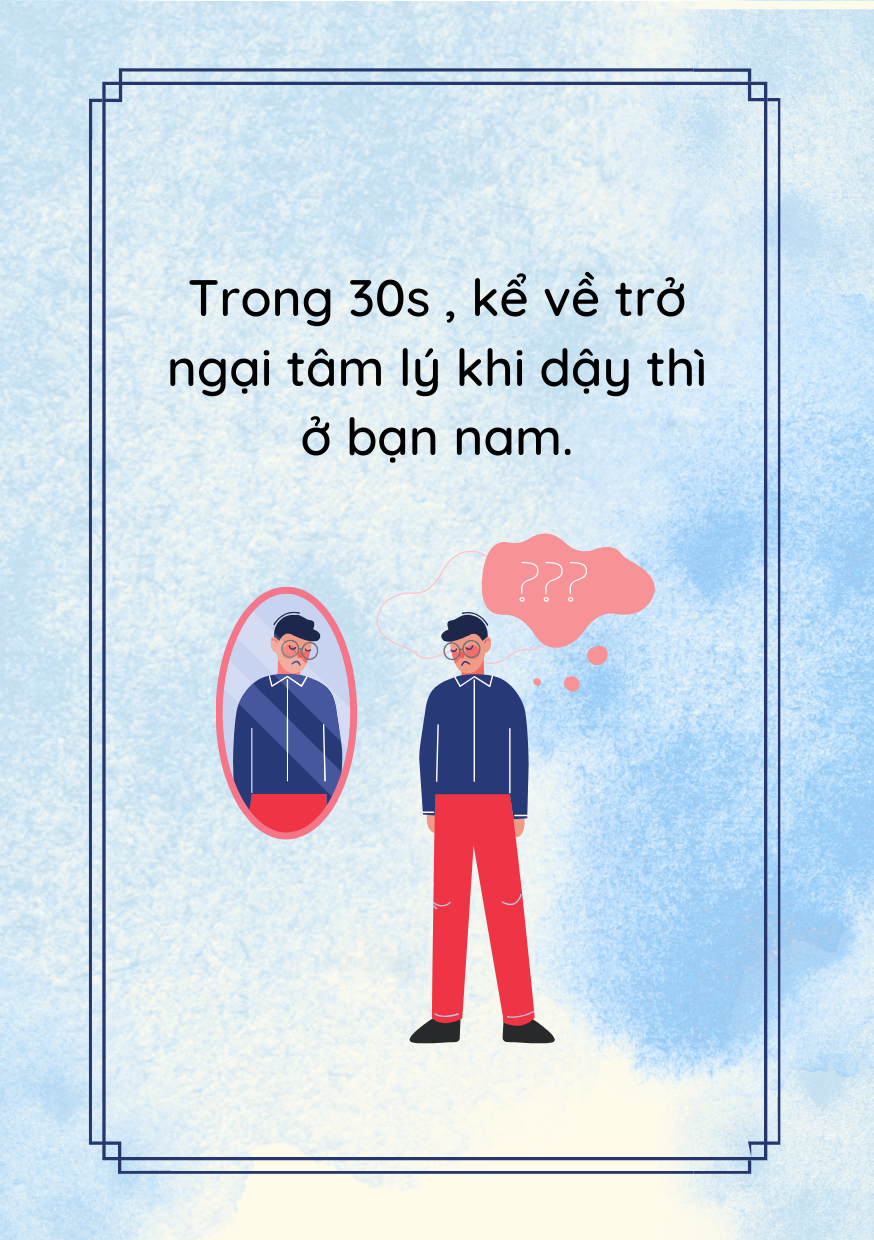 Trong 30s , kể về trở
ngại tâm lý khi dậy thì
ở bạn nam.
???